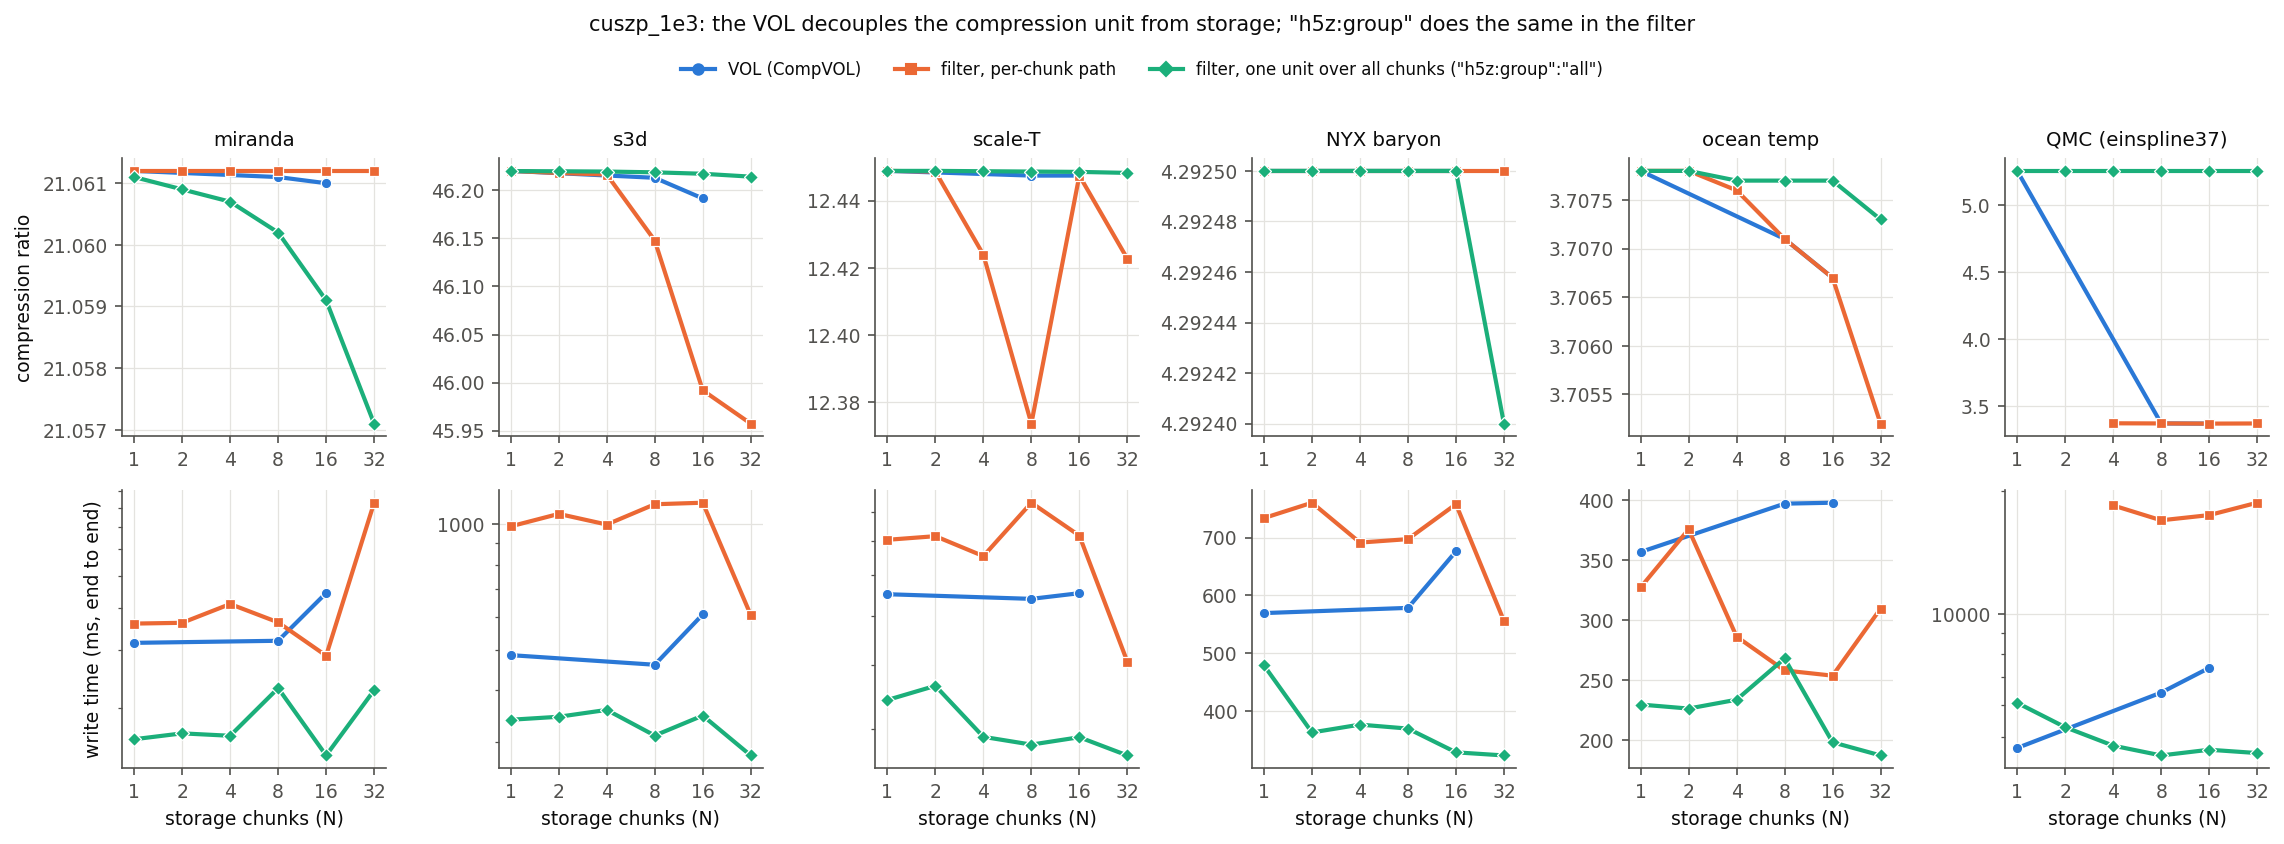 cuszp_1e3: the VOL decouples the compression unit from storage; "h5z:group" does the same in the filter
VOL (CompVOL)
filter, per-chunk path
filter, one unit over all chunks ("h5z:group":"all")
miranda
s3d
scale-T
NYX baryon
ocean temp
QMC (einspline37)
compression ratio
21.061
21.060
21.059
21.058
21.057
1 2 4 8 16 32
46.20
46.15
46.10
46.05
46.00
45.95
1 2 4 8 16 32
12.44
12.42
12.40
12.38
1 2 4 8 16 32
4.29250
4.29248
4.29246
4.29244
4.29242
4.29240
1 2 4 8 16 32
3.7075
3.7070
3.7065
3.7060
3.7055
1 2 4 8 16 32
5.0
4.5
4.0
3.5
1 2 4 8 16 32
write time (ms, end to end)
1 2 4 8 16 32
storage chunks (N)
1000
1 2 4 8 16 32
storage chunks (N)
1 2 4 8 16 32
storage chunks (N)
700
600
500
400
1 2 4 8 16 32
storage chunks (N)
400
350
300
250
200
1 2 4 8 16 32
storage chunks (N)
10000
1 2 4 8 16 32
storage chunks (N)